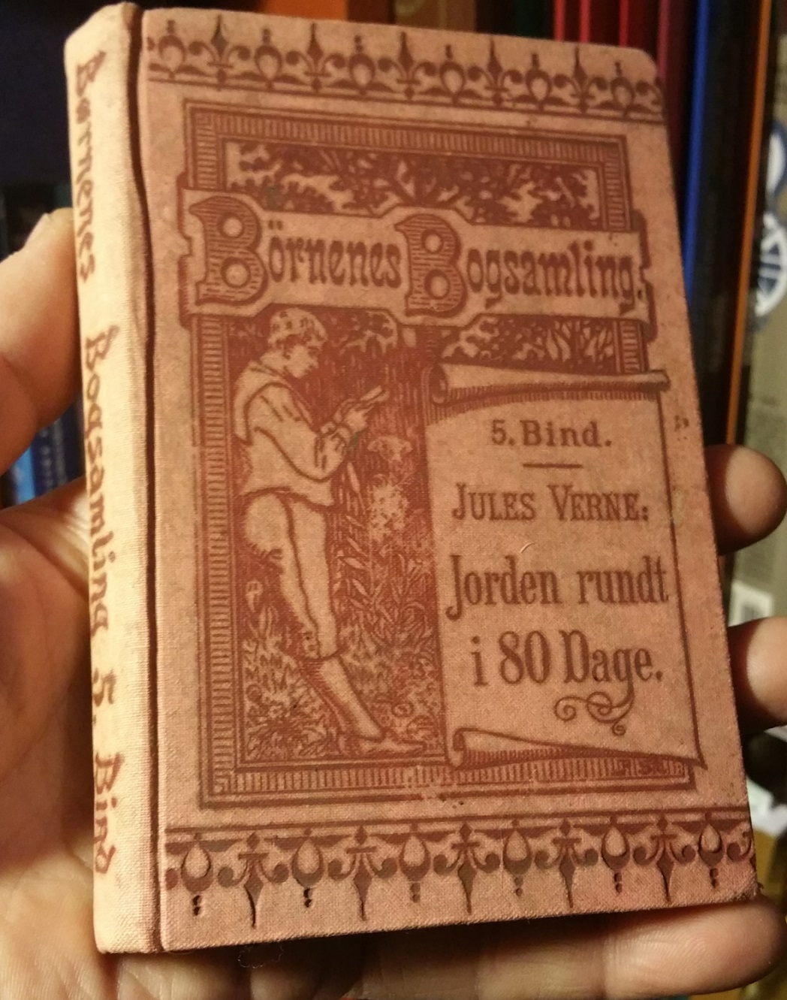 Börnenes Bogsamling.
5. Bind.
JULES VERNE:
Jorden rundt
i 80 Dage.
Börnenes Bogsamling 5. Bind